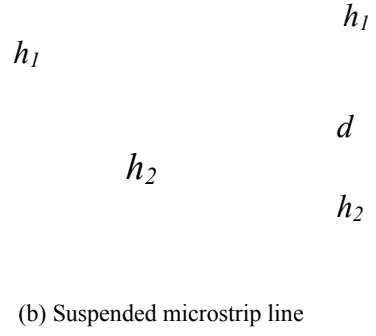 h₁
h₁
d
h₂
h₂
(b) Suspended microstrip line